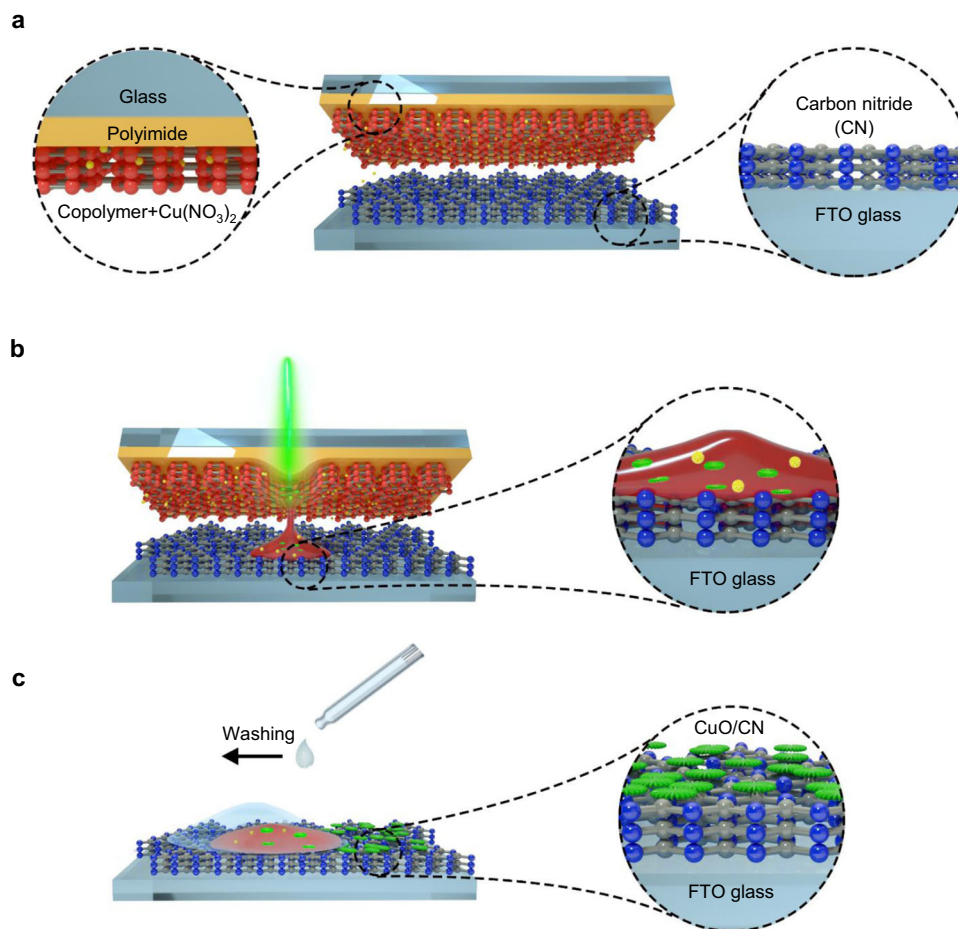 a
Glass
Polyimide
Copolymer+Cu(NO₃)₂
Carbon nitride
(CN)
FTO glass
b
FTO glass
c
Washing
CuO/CN
FTO glass